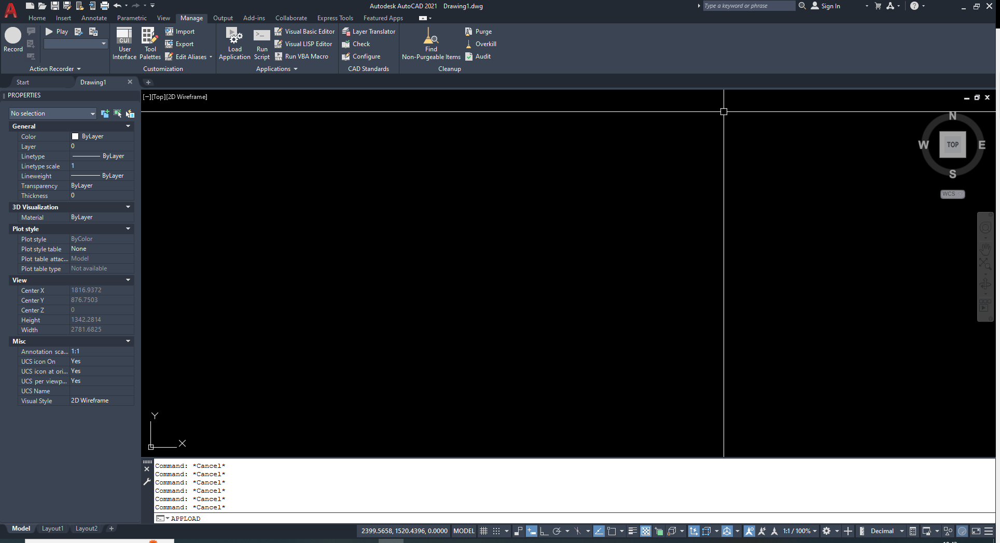 Autodesk AutoCAD 2021 Drawing1.dwg
Type a keyword or phrase
Sign In
Home Insert Annotate Parametric View Manage Output Add-ins Collaborate Express Tools Featured Apps
Record
Play
Action Recorder
CUI
User
Interface
Tool
Palettes
Import
Export
Edit Aliases
Customization
Load
Application
Run
Script
Visual Basic Editor
Visual LISP Editor
Run VBA Macro
Applications
Layer Translator
Check
Configure
CAD Standards
Find
Non-Purgeable Items
Purge
Overkill
Audit
Cleanup
Start
Drawing1
PROPERTIES
No selection
General
Color ByLayer
Layer 0
Linetype ByLayer
Linetype scale 1
Lineweight ByLayer
Transparency ByLayer
Thickness 0
3D Visualization
Material ByLayer
Plot style
Plot style ByColor
Plot style table None
Plot table attac... Model
Plot table type Not available
View
Center X 1816.9372
Center Y 876.7503
Center Z 0
Height 1342.2814
Width 2781.6825
Misc
Annotation sca... 1:1
UCS icon On Yes
UCS icon at ori... Yes
UCS per viewp... Yes
UCS Name
Visual Style 2D Wireframe
[−][Top][2D Wireframe]
N
W TOP E
S
WCS
Y
X
Command: *Cancel*
Command: *Cancel*
Command: *Cancel*
Command: *Cancel*
Command: *Cancel*
Command: *Cancel*
APPLOAD
Model Layout1 Layout2
2399.5658, 1520.4396, 0.0000 MODEL
1:1 / 100%
Decimal